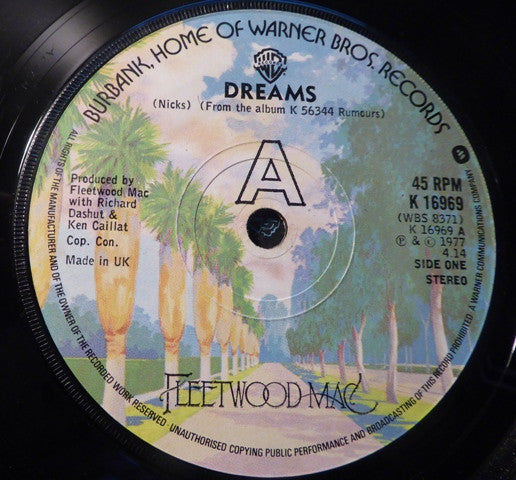 BURBANK, HOME OF WARNER BROS. RECORDS
WB
DREAMS
(Nicks) (From the album K 56344 Rumours)
A
Produced by
Fleetwood Mac
with Richard
Dashut &
Ken Caillat
Cop. Con.
Made in UK
45 RPM
K 16969
(WBS 8371)
K 16969 A
℗ & © 1977
4.14
SIDE ONE
STEREO
FLEETWOOD MAC
ALL RIGHTS OF THE MANUFACTURER AND OF THE OWNER OF THE RECORDED WORK RESERVED. UNAUTHORISED COPYING PUBLIC PERFORMANCE AND BROADCASTING OF THIS RECORD PROHIBITED. A WARNER COMMUNICATIONS COMPANY